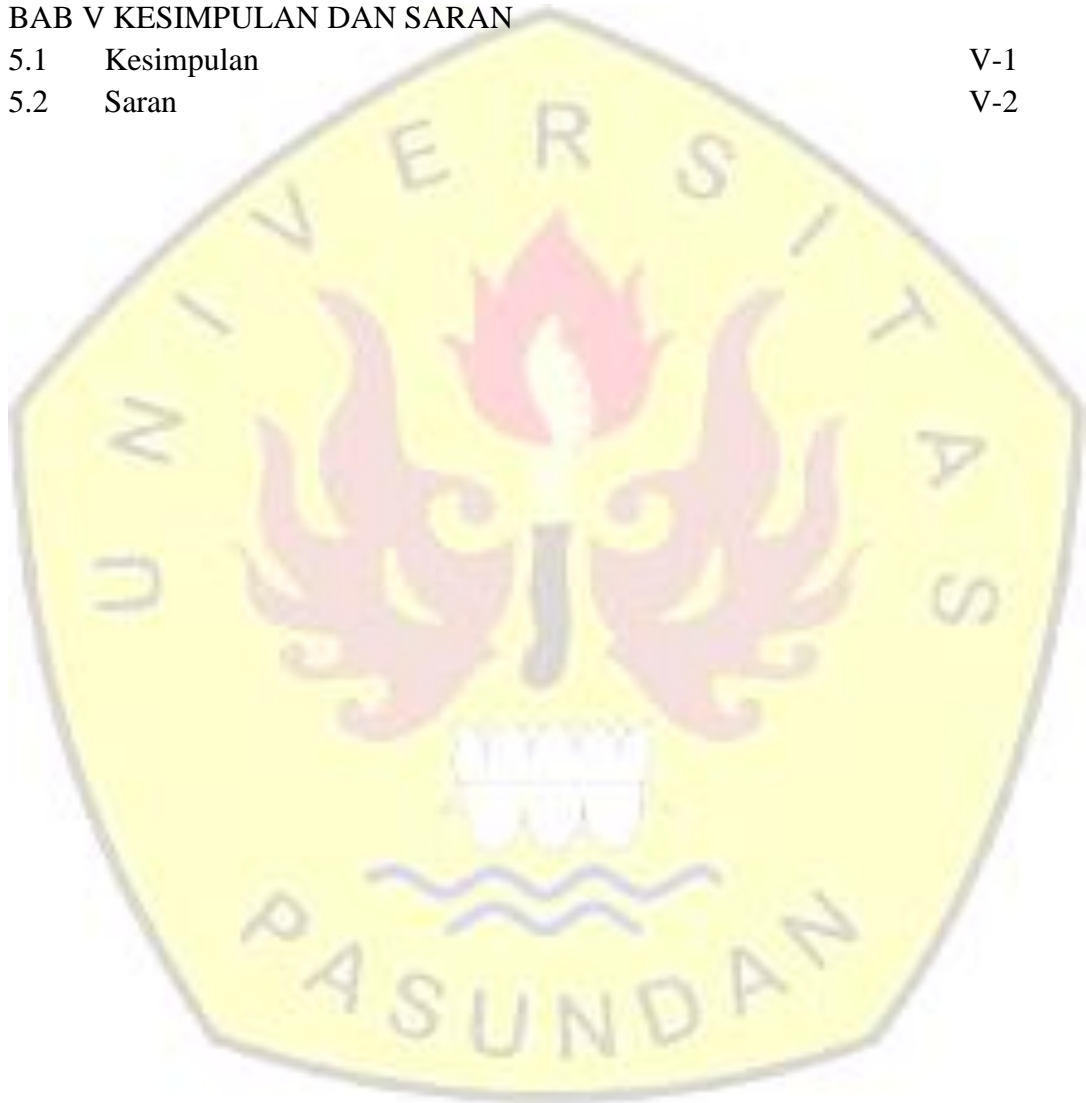 BAB V KESIMPULAN DAN SARAN
5.1 Kesimpulan V-1
5.2 Saran V-2
UNIVERSITAS
PASUNDAN